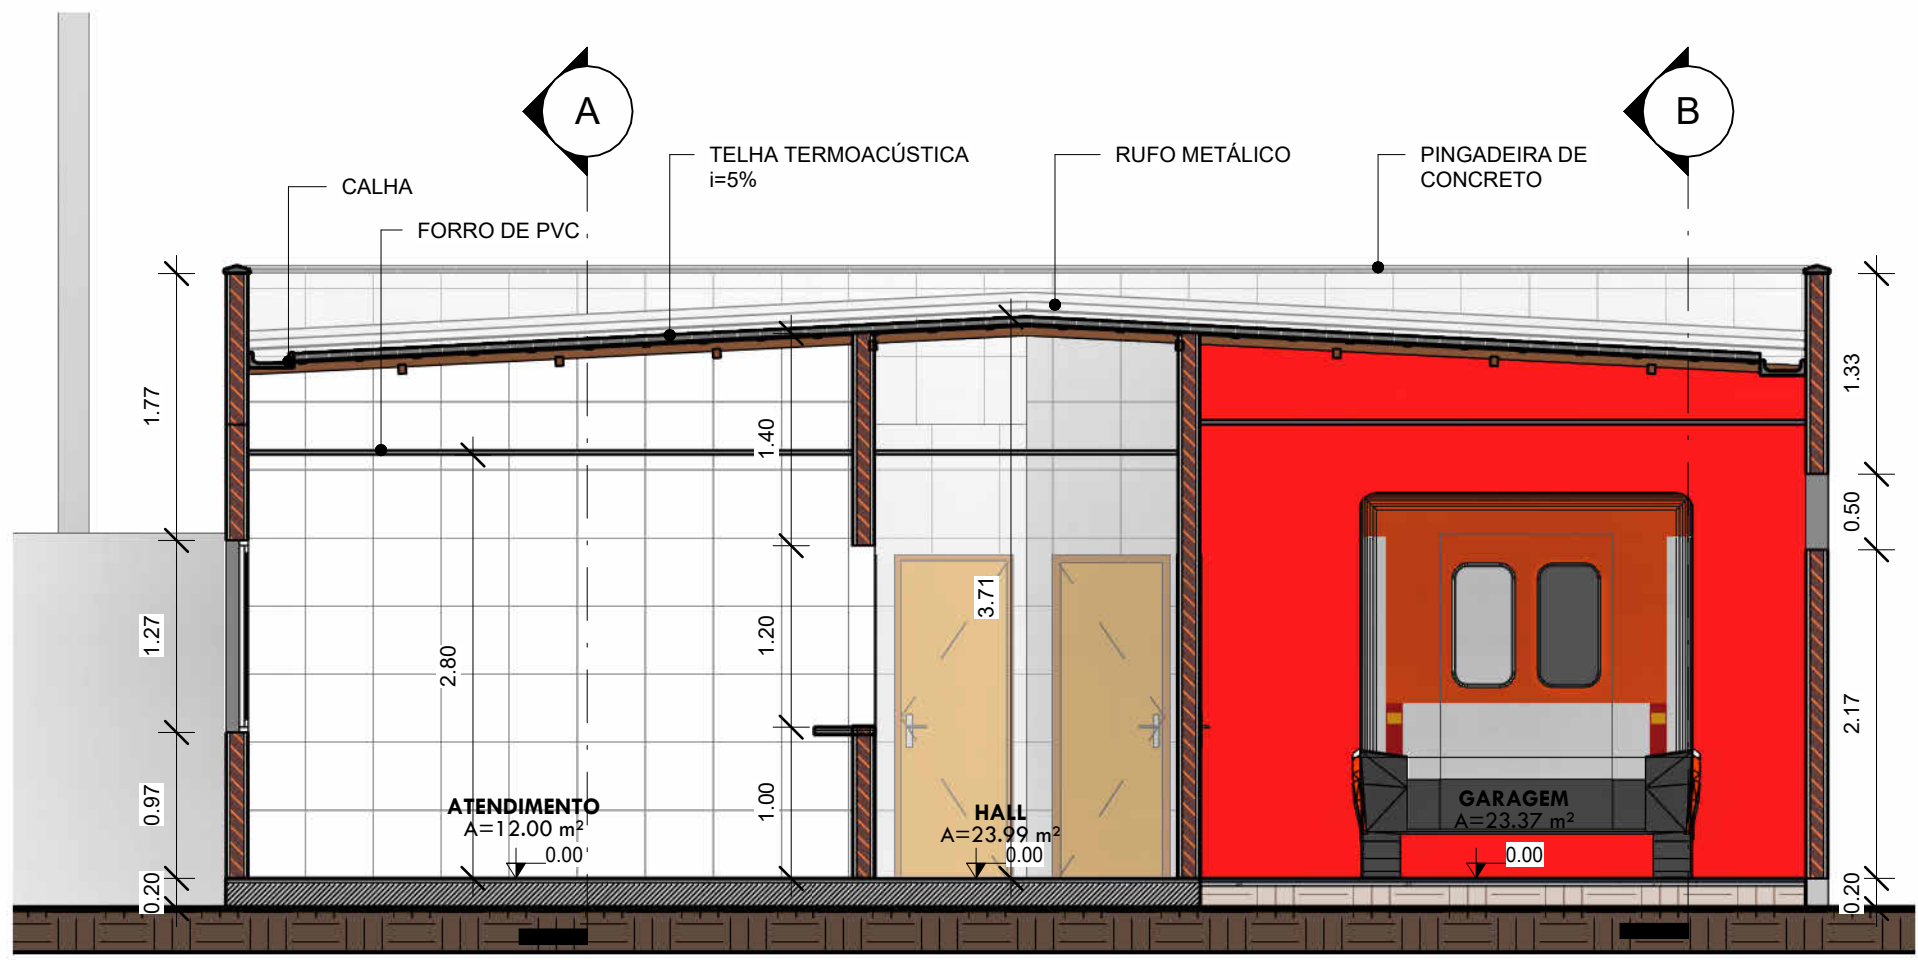 A
B
TELHA TERMOACÚSTICA
i=5%
RUFO METÁLICO
PINGADEIRA DE
CONCRETO
CALHA
FORRO DE PVC
1.77
1.27
0.97
0.20
2.80
1.40
1.20
1.00
3.71
1.33
0.50
2.17
0.20
ATENDIMENTO
A=12.00 m²
0.00
HALL
A=23.99 m²
0.00
GARAGEM
A=23.37 m²
0.00